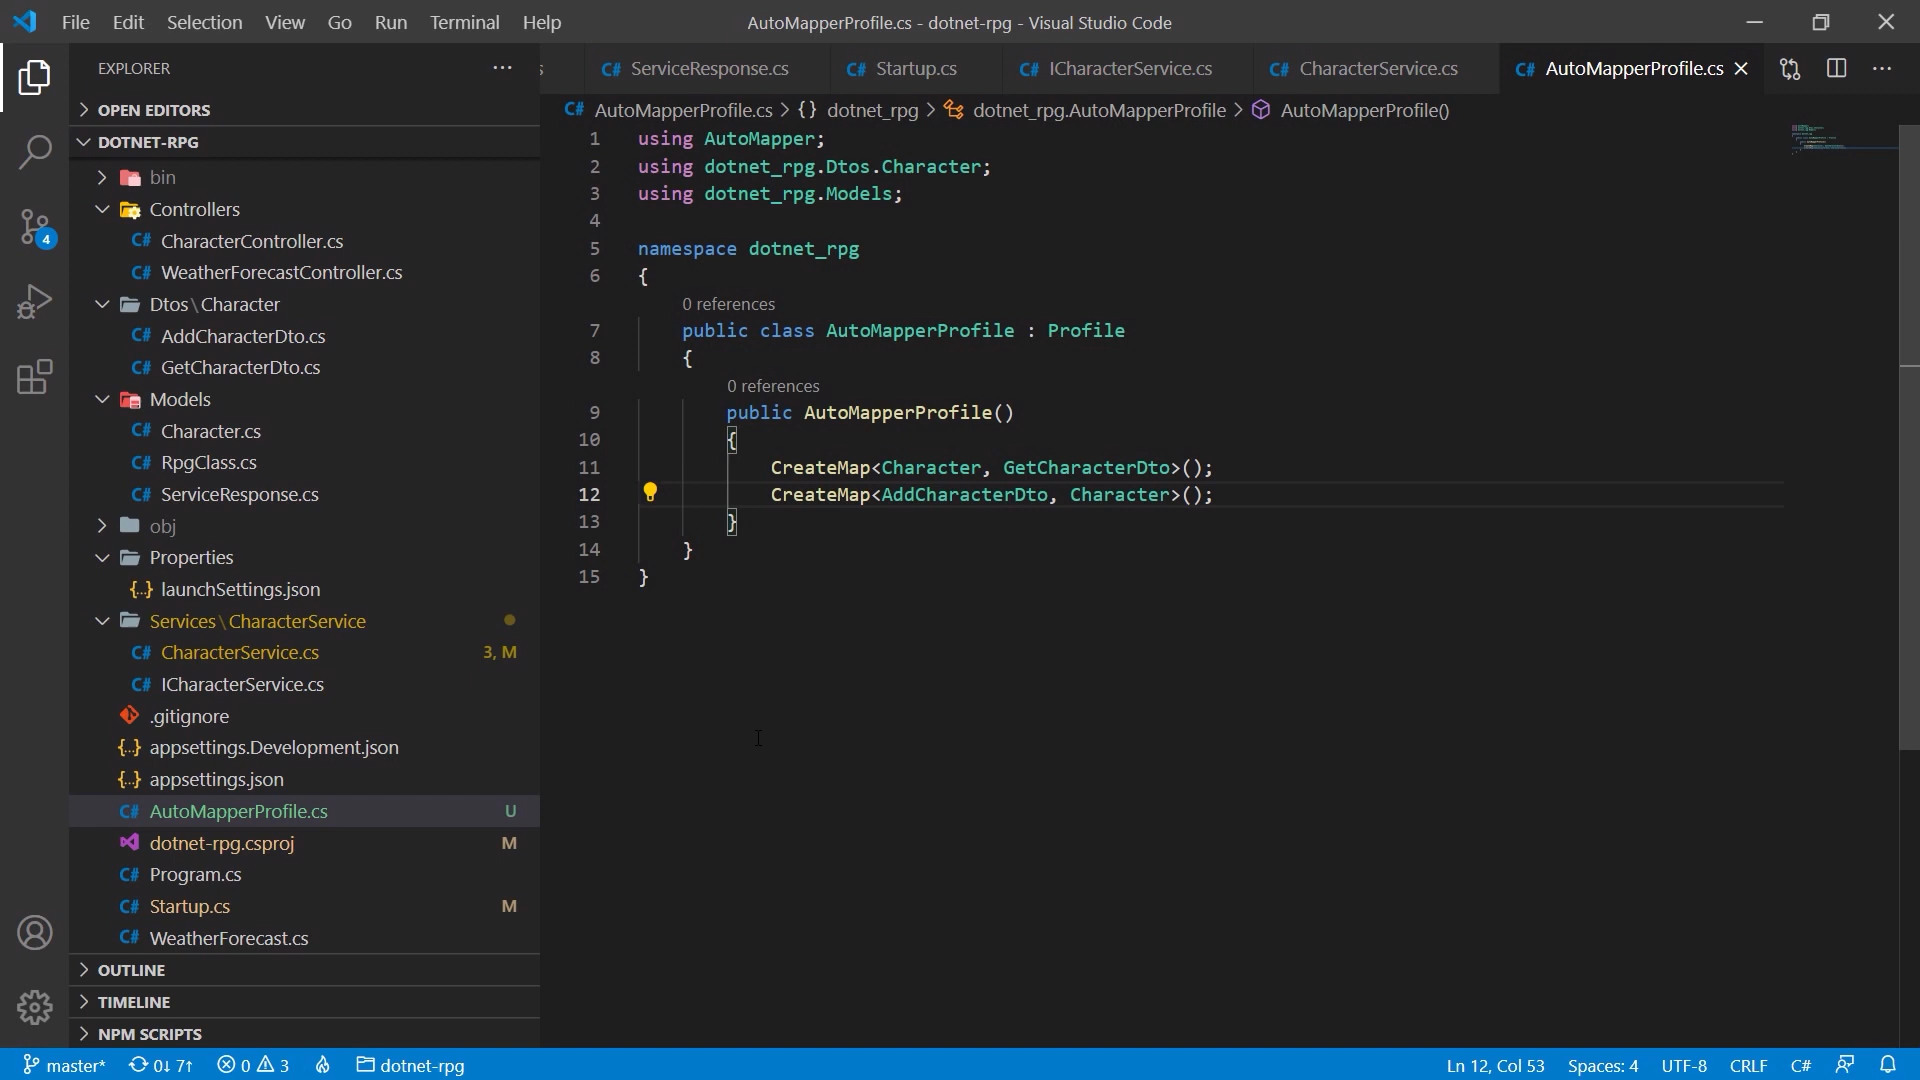 File Edit Selection View Go Run Terminal Help
AutoMapperProfile.cs - dotnet-rpg - Visual Studio Code
EXPLORER
OPEN EDITORS
DOTNET-RPG
bin
Controllers
C# CharacterController.cs
C# WeatherForecastController.cs
Dtos\Character
C# AddCharacterDto.cs
C# GetCharacterDto.cs
Models
C# Character.cs
C# RpgClass.cs
C# ServiceResponse.cs
obj
Properties
{..} launchSettings.json
Services\CharacterService
C# CharacterService.cs 3, M
C# ICharacterService.cs
.gitignore
{..} appsettings.Development.json
{..} appsettings.json
C# AutoMapperProfile.cs U
dotnet-rpg.csproj M
C# Program.cs
C# Startup.cs M
C# WeatherForecast.cs
OUTLINE
TIMELINE
NPM SCRIPTS
4
s C# ServiceResponse.cs C# Startup.cs C# ICharacterService.cs C# CharacterService.cs C# AutoMapperProfile.cs
C# AutoMapperProfile.cs > {} dotnet_rpg > dotnet_rpg.AutoMapperProfile > AutoMapperProfile()
1 using AutoMapper;
2 using dotnet_rpg.Dtos.Character;
3 using dotnet_rpg.Models;
4
5 namespace dotnet_rpg
6 {
0 references
7 public class AutoMapperProfile : Profile
8 {
0 references
9 public AutoMapperProfile()
10 {
11 CreateMap<Character, GetCharacterDto>();
12 CreateMap<AddCharacterDto, Character>();
13 }
14 }
15 }
master* 0↓ 7↑ 0 3 dotnet-rpg Ln 12, Col 53 Spaces: 4 UTF-8 CRLF C#